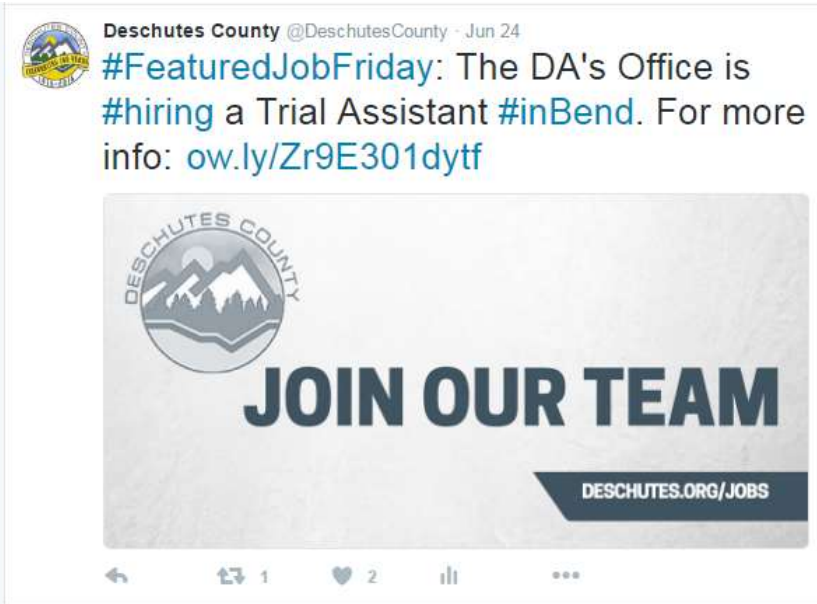 Deschutes County @DeschutesCounty · Jun 24
#FeaturedJobFriday: The DA's Office is
#hiring a Trial Assistant #inBend. For more
info: ow.ly/Zr9E301dytf
DESCHUTES COUNTY
JOIN OUR TEAM
DESCHUTES.ORG/JOBS
1 2